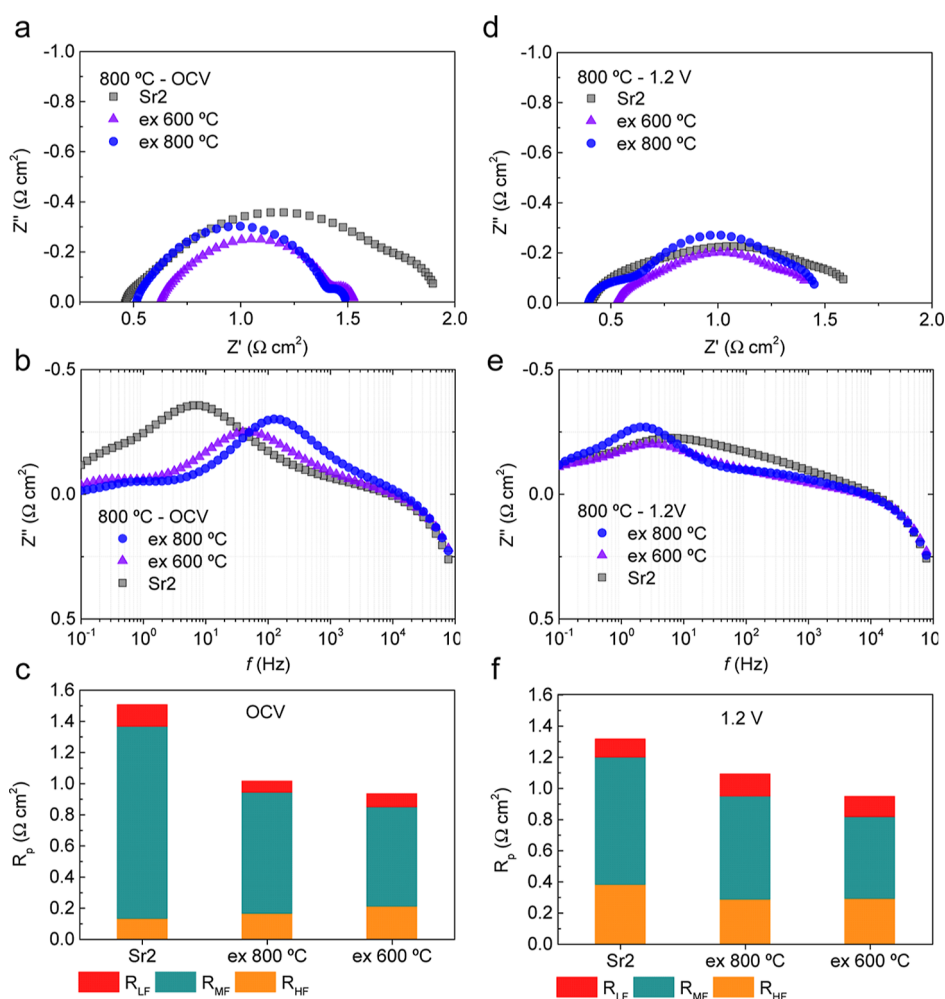 a
-1.0
-0.8
-0.6
-0.4
-0.2
0.0
Z'' (Ω cm²)
800 ºC - OCV
Sr2
ex 600 ºC
ex 800 ºC
0.5 1.0 1.5 2.0
Z' (Ω cm²)
d
-1.0
-0.8
-0.6
-0.4
-0.2
0.0
Z'' (Ω cm²)
800 ºC - 1.2 V
Sr2
ex 600 ºC
ex 800 ºC
0.5 1.0 1.5 2.0
Z' (Ω cm²)
b
-0.5
0.0
0.5
Z'' (Ω cm²)
800 ºC - OCV
ex 800 ºC
ex 600 ºC
Sr2
10⁻¹ 10⁰ 10¹ 10² 10³ 10⁴ 10
f (Hz)
e
-0.5
0.0
0.5
Z'' (Ω cm²)
800 ºC - 1.2V
ex 800 ºC
ex 600 ºC
Sr2
10⁻¹ 10⁰ 10¹ 10² 10³ 10⁴ 10
f (Hz)
c
1.6
1.4
1.2
1.0
0.8
0.6
0.4
0.2
0.0
Rₚ (Ω cm²)
OCV
Sr2 ex 800 ºC ex 600 ºC
R_LF R_MF R_HF
f
1.6
1.4
1.2
1.0
0.8
0.6
0.4
0.2
0.0
Rₚ (Ω cm²)
1.2 V
Sr2 ex 800 ºC ex 600 ºC
R_LF R_MF R_HF